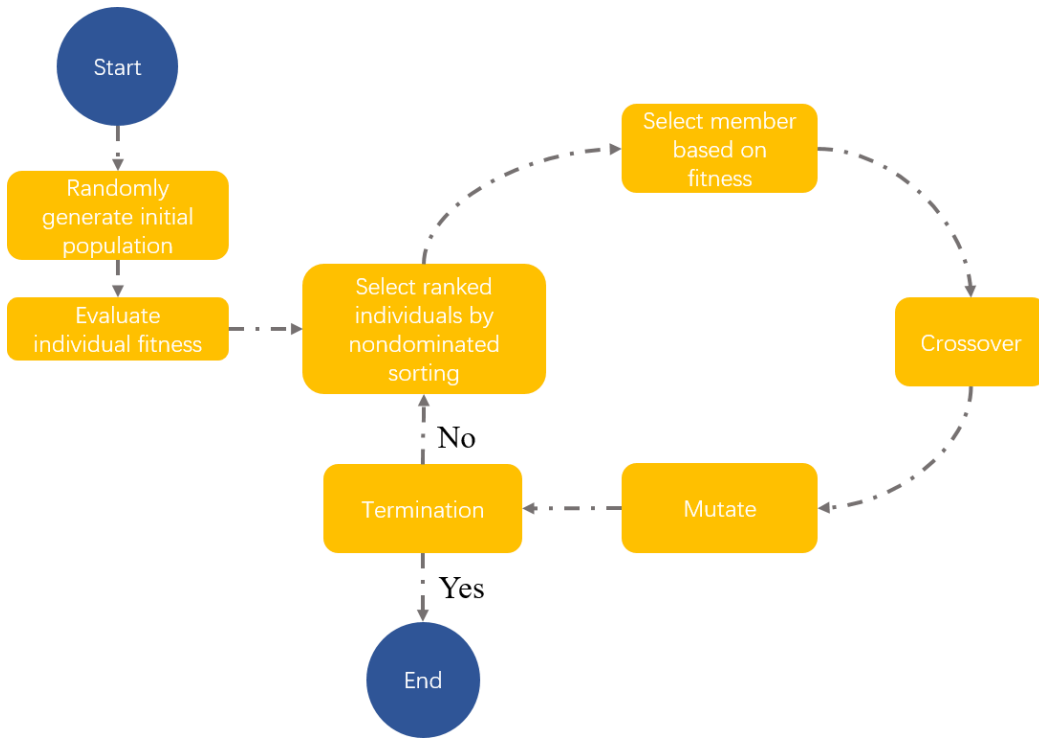 Start
Randomly
generate initial
population
Evaluate
individual fitness
Select ranked
individuals by
nondominated
sorting
Select member
based on
fitness
Crossover
Mutate
Termination
No
Yes
End